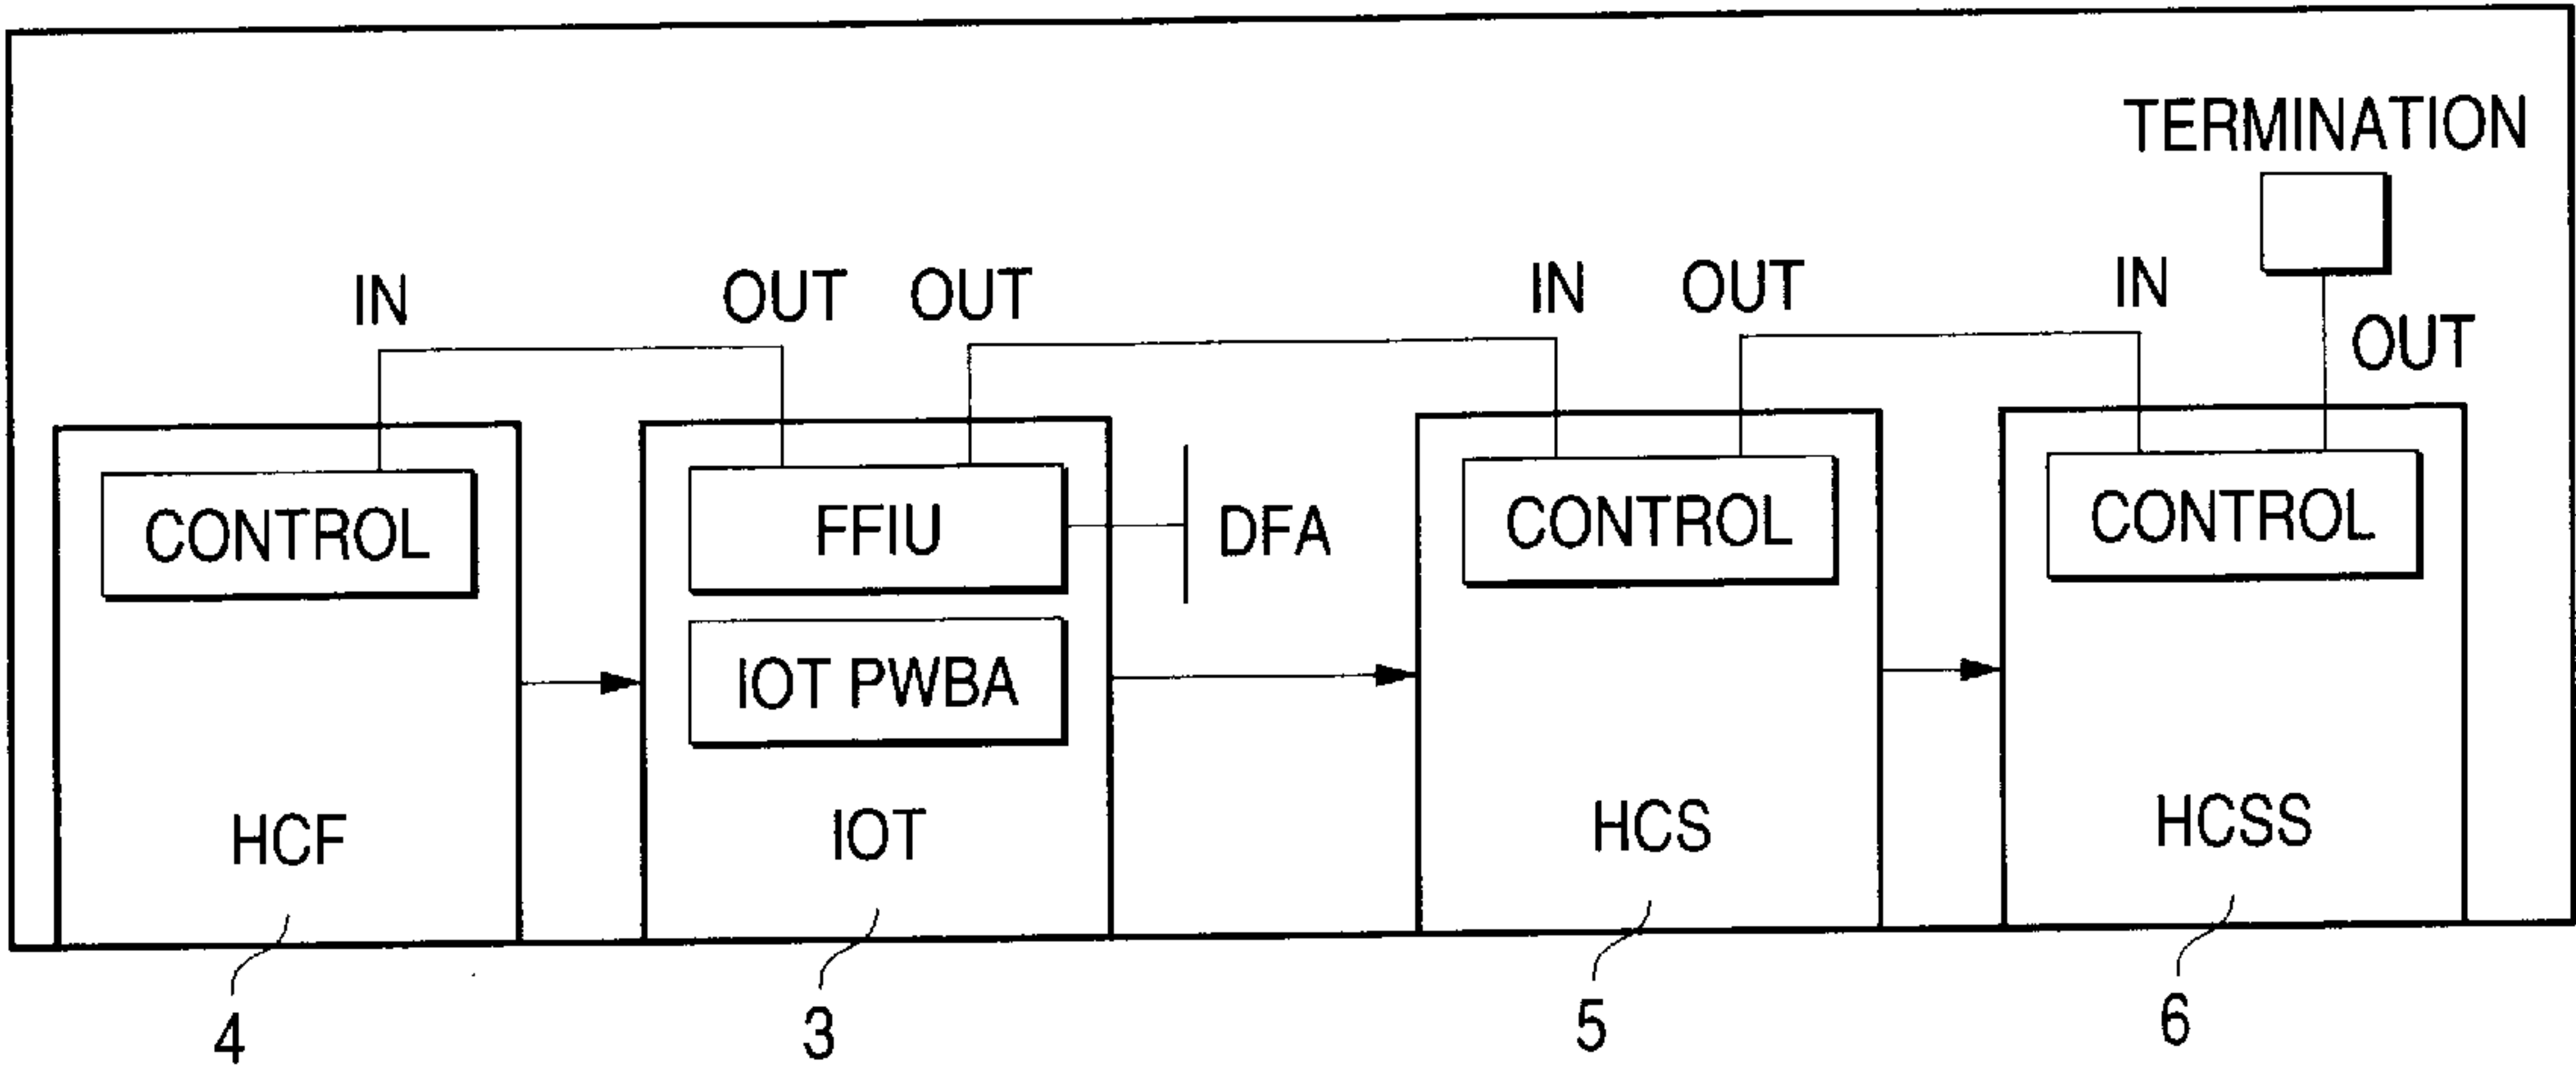 TERMINATION
IN
OUT
OUT
IN
OUT
IN
OUT
CONTROL
FFIU
DFA
CONTROL
CONTROL
IOT PWBA
HCF
IOT
HCS
HCSS
4
3
5
6